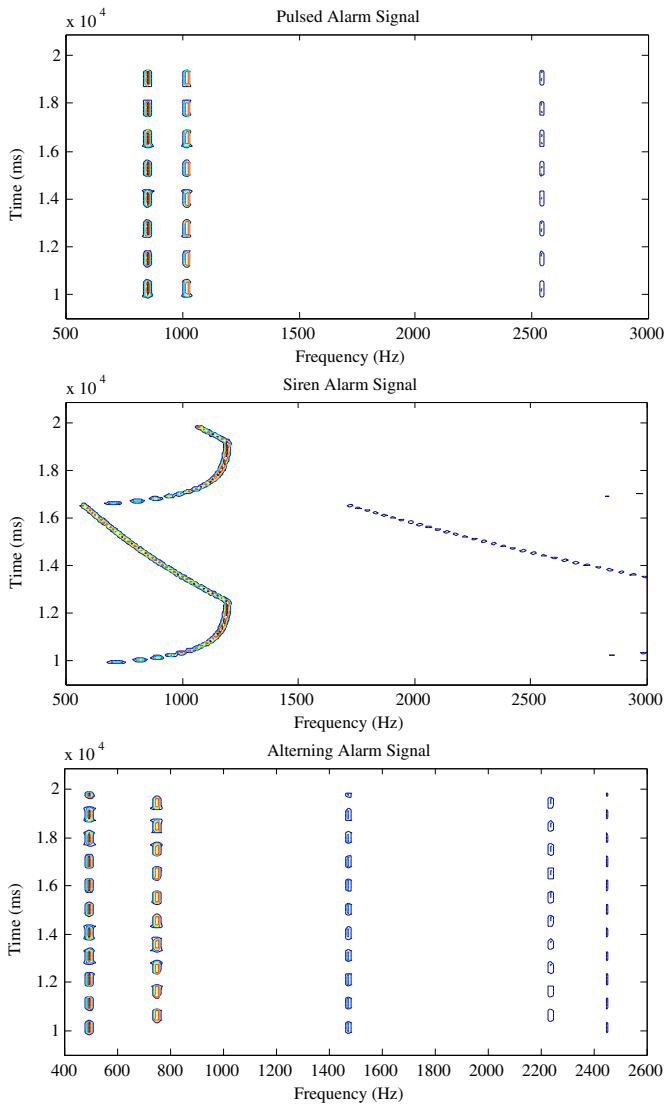 Pulsed Alarm Signal
x 10 4
2
1.8
1.6
1.4
1.2
1
Time (ms)
500 1000 1500 2000 2500 3000
Frequency (Hz)
Siren Alarm Signal
x 10 4
2
1.8
1.6
1.4
1.2
1
Time (ms)
500 1000 1500 2000 2500 3000
Frequency (Hz)
Alterning Alarm Signal
x 10 4
2
1.8
1.6
1.4
1.2
1
Time (ms)
400 600 800 1000 1200 1400 1600 1800 2000 2200 2400 2600
Frequency (Hz)